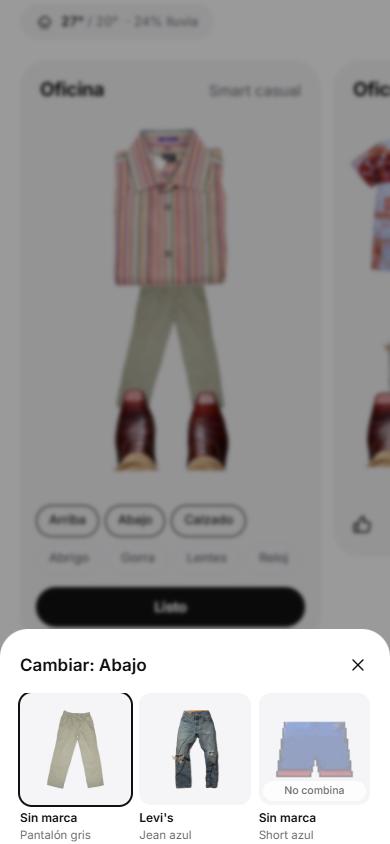 27° / 20° · 24% lluvia
Oficina
Smart casual
Ofic
Arriba
Abajo
Calzado
Abrigo
Gorra
Lentes
Reloj
Listo
Cambiar: Abajo
No combina
Sin marca
Levi's
Sin marca
Pantalón gris
Jean azul
Short azul